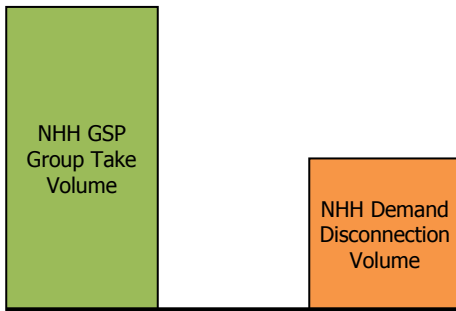 NHH GSP
Group Take
Volume
NHH Demand
Disconnection
Volume